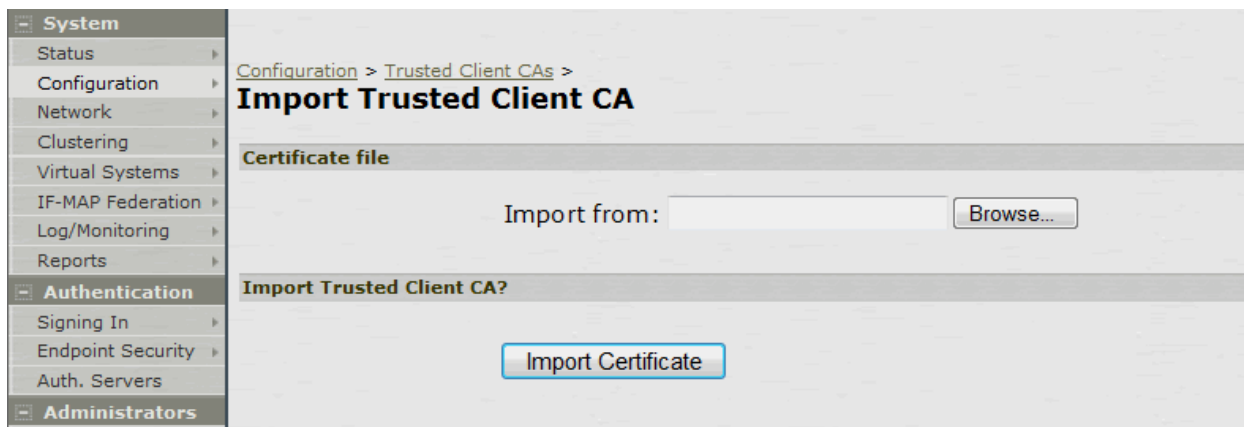 System
Status
Configuration
Network
Clustering
Virtual Systems
IF-MAP Federation
Log/Monitoring
Reports
Authentication
Signing In
Endpoint Security
Auth. Servers
Administrators
Configuration > Trusted Client CAs >
Import Trusted Client CA
Certificate file
Import from:
Browse...
Import Trusted Client CA?
Import Certificate